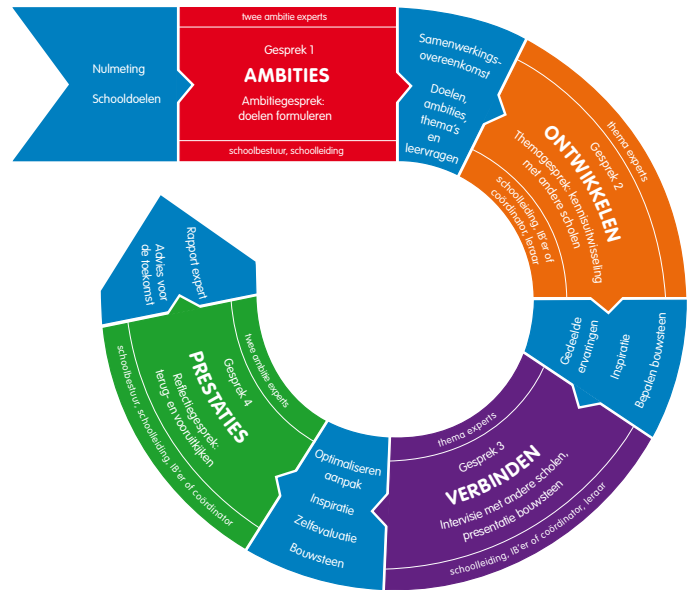 Nulmeting
Schooldoelen
twee ambitie experts
Gesprek 1
AMBITIES
Ambitiegesprek:
doelen formuleren
schoolbestuur, schoolleiding
Samenwerkings-
overeenkomst
Doelen,
ambities,
thema's
en
leervragen
thema experts
Gesprek 2
ONTWIKKELEN
Themagesprek: kennisuitwisseling
met andere scholen
schoolleiding, IB'er of
coördinator, leraar
Gedeelde
ervaringen
Inspiratie
Bepalen bouwsteen
thema experts
Gesprek 3
VERBINDEN
Intervisie met andere scholen,
presentatie bouwsteen
schoolleiding, IB'er of coördinator, leraar
Optimaliseren
aanpak
Inspiratie
Zelfevaluatie
Bouwsteen
twee ambitie experts
Gesprek 4
PRESTATIES
Reflectiegesprek:
terug- en vooruitkijken
schoolbestuur, schoolleiding, IB'er of coördinator
Rapport expert
Advies voor
de toekomst